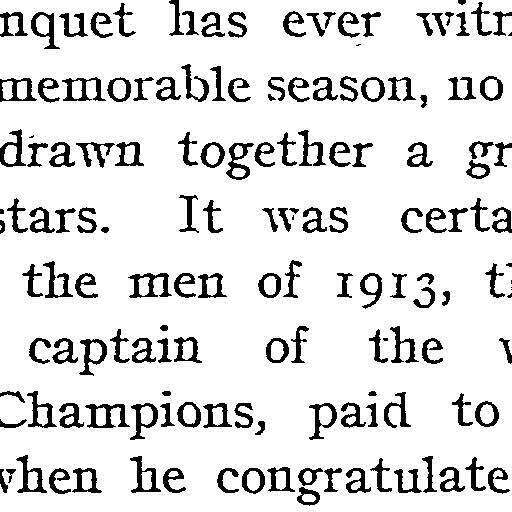 nquet has ever witn
memorable season, no
drawn together a gr
stars. It was certa
the men of 1913, th
captain of the
Champions, paid to
when he congratulate